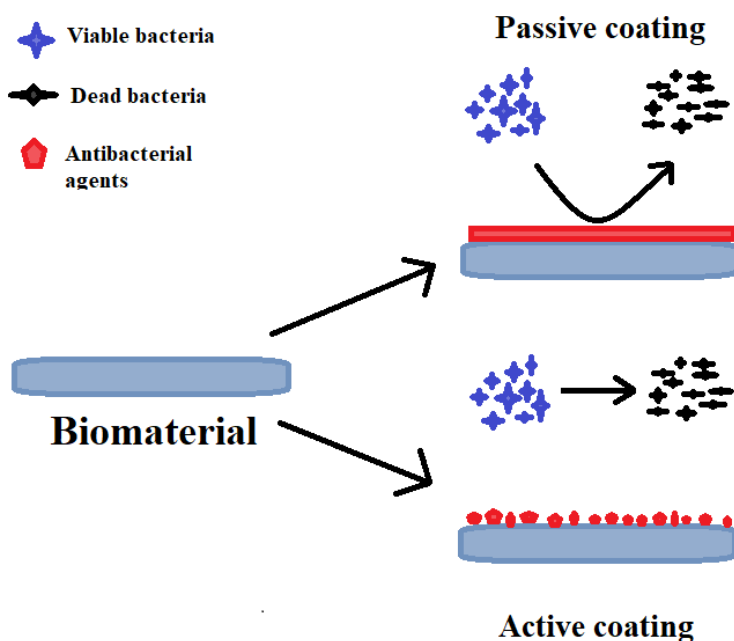 Viable bacteria
Dead bacteria
Antibacterial
agents
Passive coating
Biomaterial
Active coating